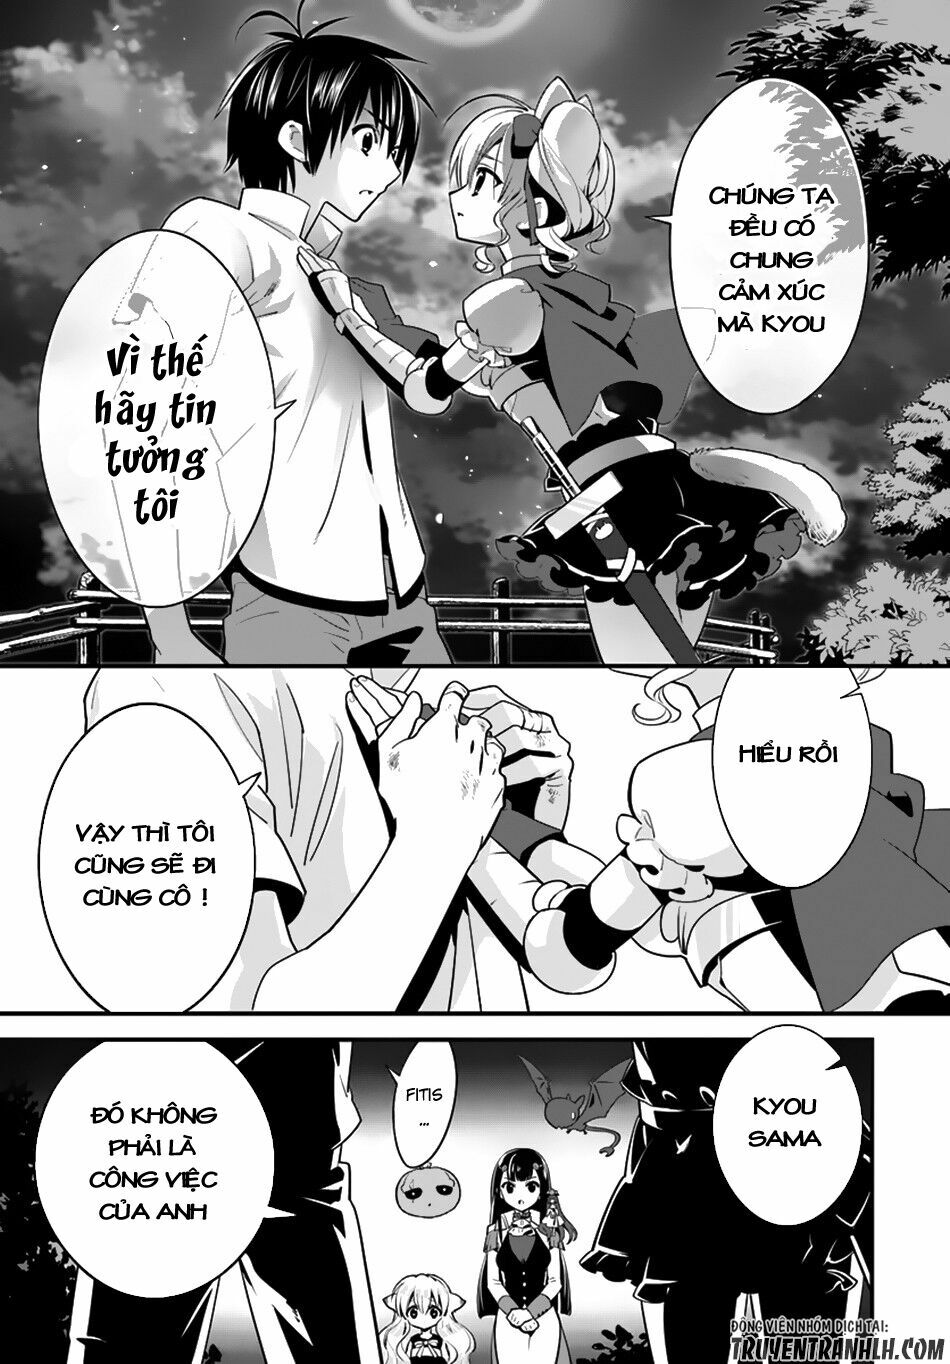 CHÚNG TA
ĐỀU CÓ
CHUNG
CẢM XÚC
MÀ KYOU
Vì thế
hãy tin
tưởng
tôi
HIỂU RỒI
VẬY THÌ TÔI
CŨNG SẼ ĐI
CÙNG CÔ !
KYOU
SAMA
FITIS
...
ĐÓ KHÔNG
PHẢI LÀ
CÔNG VIỆC
CỦA ANH
ĐỘNG VIÊN NHÓM DỊCH TẠI:
TRUYENTRANHLH.COM